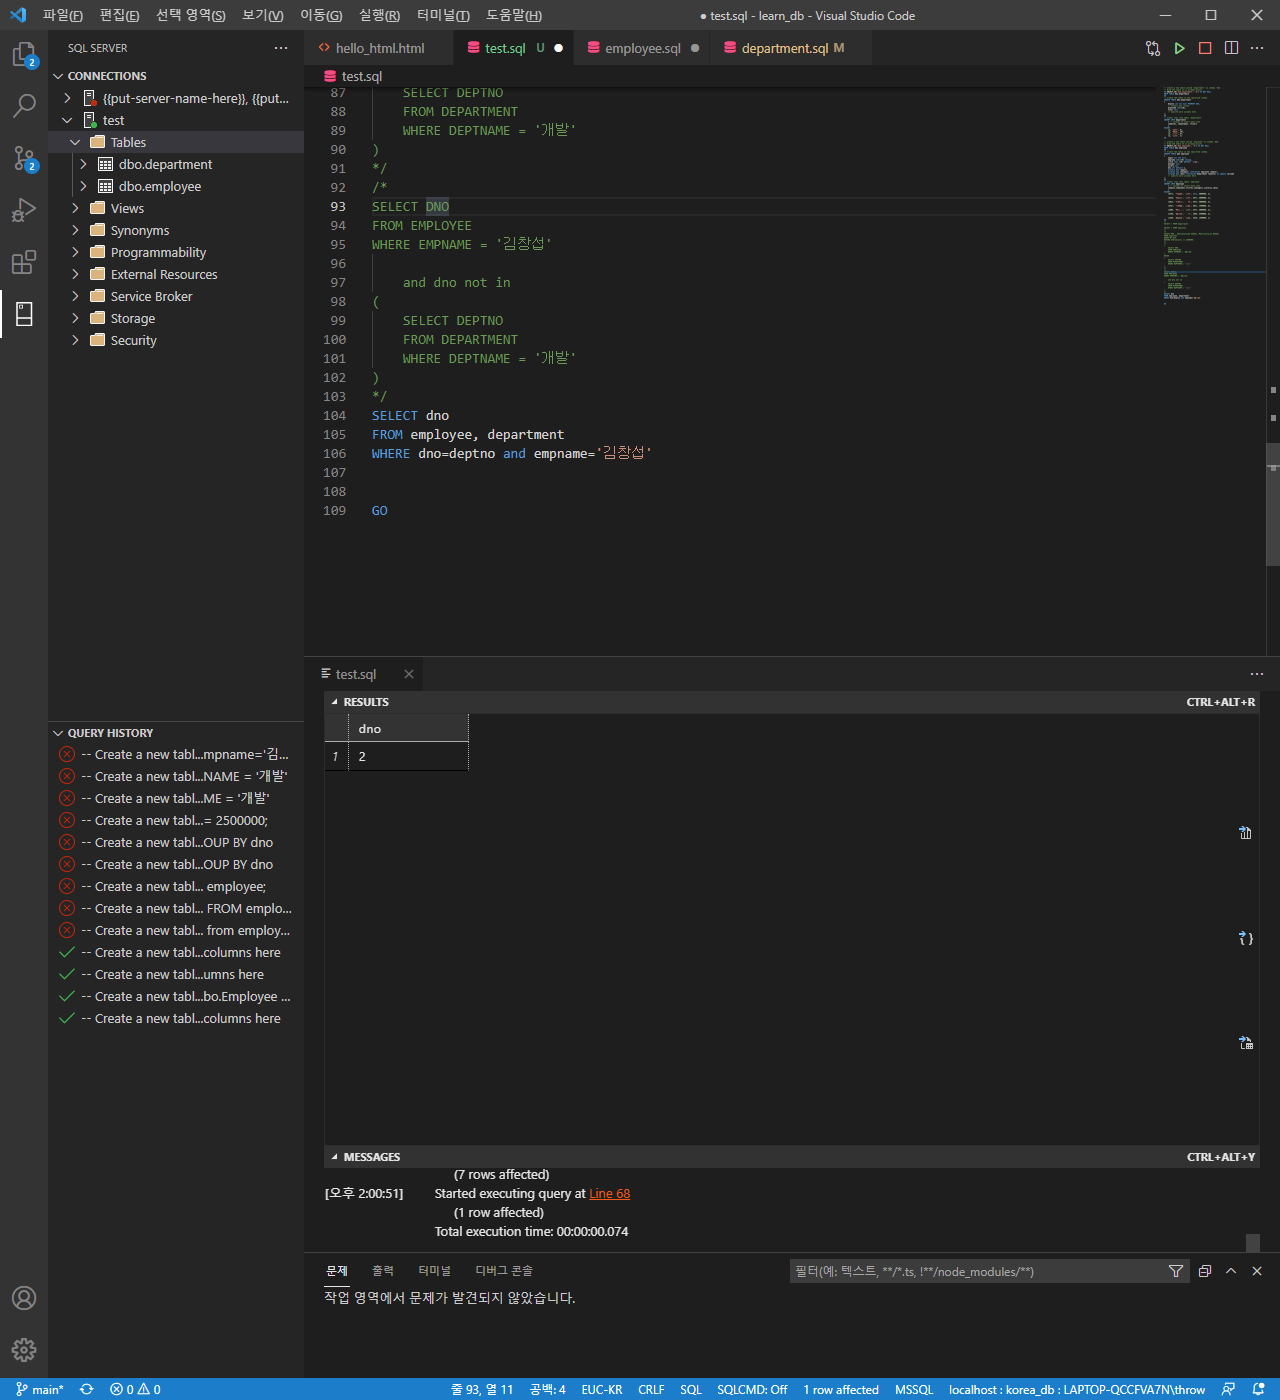 파일(F) 편집(E) 선택 영역(S) 보기(V) 이동(G) 실행(R) 터미널(T) 도움말(H) ● test.sql - learn_db - Visual Studio Code
SQL SERVER ···
CONNECTIONS
{{put-server-name-here}}, {{put...
test
Tables
dbo.department
dbo.employee
Views
Synonyms
Programmability
External Resources
Service Broker
Storage
Security
2
2
QUERY HISTORY
-- Create a new tabl...mpname='김...
-- Create a new tabl...NAME = '개발'
-- Create a new tabl...ME = '개발'
-- Create a new tabl...= 2500000;
-- Create a new tabl...OUP BY dno
-- Create a new tabl...OUP BY dno
-- Create a new tabl... employee;
-- Create a new tabl... FROM emplo...
-- Create a new tabl... from employ...
-- Create a new tabl...columns here
-- Create a new tabl...umns here
-- Create a new tabl...bo.Employee ...
-- Create a new tabl...columns here
hello_html.html test.sql U ● employee.sql ● department.sql M
test.sql
87 SELECT DEPTNO
88 FROM DEPARTMENT
89 WHERE DEPTNAME = '개발'
90 )
91 */
92 /*
93 SELECT DNO
94 FROM EMPLOYEE
95 WHERE EMPNAME = '김창섭'
96
97 and dno not in
98 (
99 SELECT DEPTNO
100 FROM DEPARTMENT
101 WHERE DEPTNAME = '개발'
102 )
103 */
104 SELECT dno
105 FROM employee, department
106 WHERE dno=deptno and empname='김창섭'
107
108
109 GO
test.sql
RESULTS CTRL+ALT+R
dno
1 2
MESSAGES CTRL+ALT+Y
(7 rows affected)
[오후 2:00:51] Started executing query at Line 68
(1 row affected)
Total execution time: 00:00:00.074
문제 출력 터미널 디버그 콘솔 필터(예: 텍스트, **/*.ts, !**/node_modules/**)
작업 영역에서 문제가 발견되지 않았습니다.
main* 0 0 줄 93, 열 11 공백: 4 EUC-KR CRLF SQL SQLCMD: Off 1 row affected MSSQL localhost : korea_db : LAPTOP-QCCFVA7N\throw